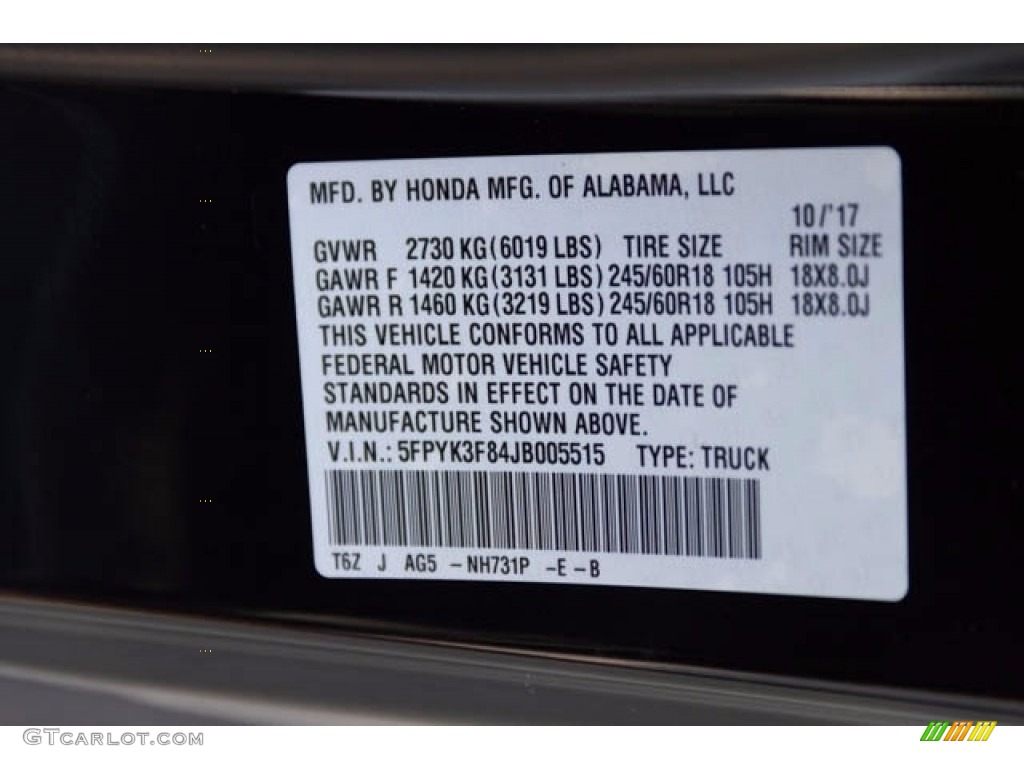 MFD. BY HONDA MFG. OF ALABAMA, LLC
10/'17
GVWR 2730 KG(6019 LBS) TIRE SIZE RIM SIZE
GAWR F 1420 KG(3131 LBS) 245/60R18 105H 18X8.0J
GAWR R 1460 KG(3219 LBS) 245/60R18 105H 18X8.0J
THIS VEHICLE CONFORMS TO ALL APPLICABLE
FEDERAL MOTOR VEHICLE SAFETY
STANDARDS IN EFFECT ON THE DATE OF
MANUFACTURE SHOWN ABOVE.
V.I.N.: 5FPYK3F84JB005515 TYPE: TRUCK
T6Z J AG5 -NH731P -E-B
GTCARLOT.COM